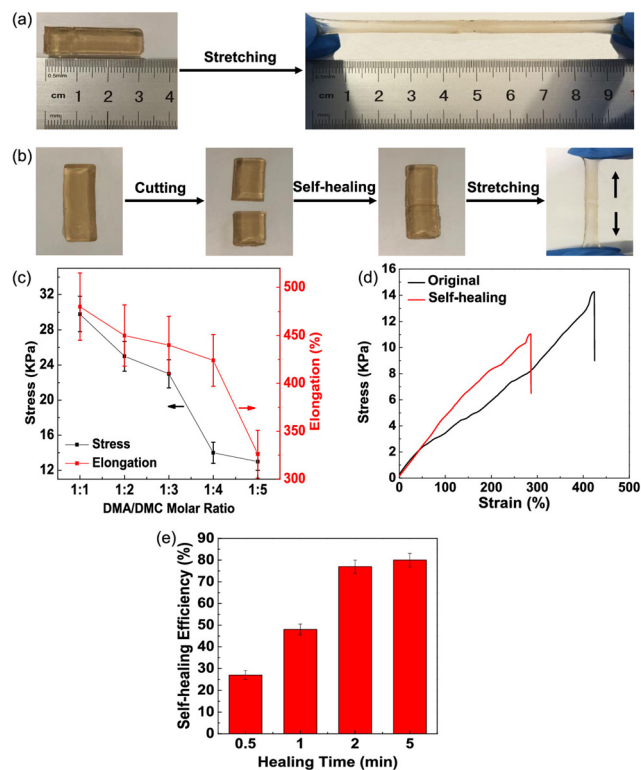 (a)
Stretching
0.5mm
cm 1 2 3 4
mm
0.5mm
cm 1 2 3 4 5 6 7 8 9
mm
(b)
Cutting
Self-healing
Stretching
(c)
Stress (KPa)
32
28
24
20
16
12
Elongation (%)
500
450
400
350
300
Stress
Elongation
1:1 1:2 1:3 1:4 1:5
DMA/DMC Molar Ratio
(d)
Stress (KPa)
16
14
12
10
8
6
4
2
0
Original
Self-healing
0 100 200 300 400 500
Strain (%)
(e)
Self-healing Efficiency (%)
90
80
70
60
50
40
30
20
10
0
0.5 1 2 5
Healing Time (min)